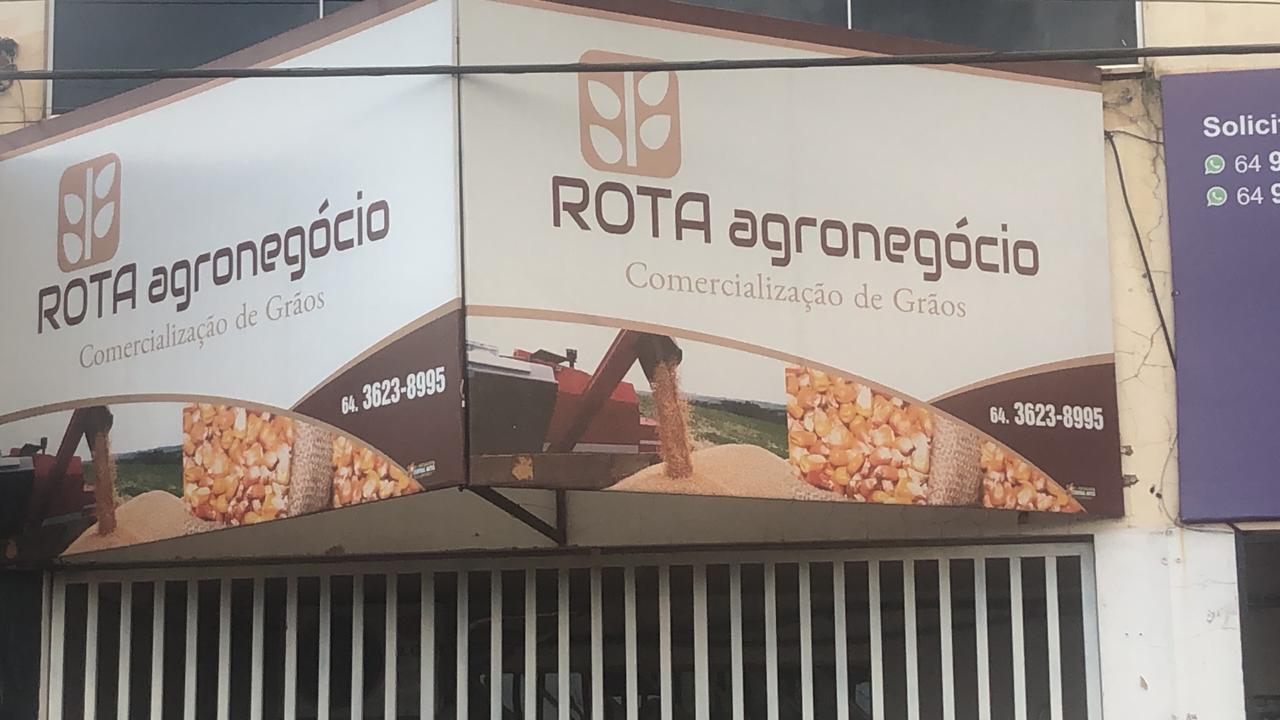 ROTA agronegócio
Comercialização de Grãos
64. 3623-8995
ROTA agronegócio
Comercialização de Grãos
64. 3623-8995
64 9
64 9